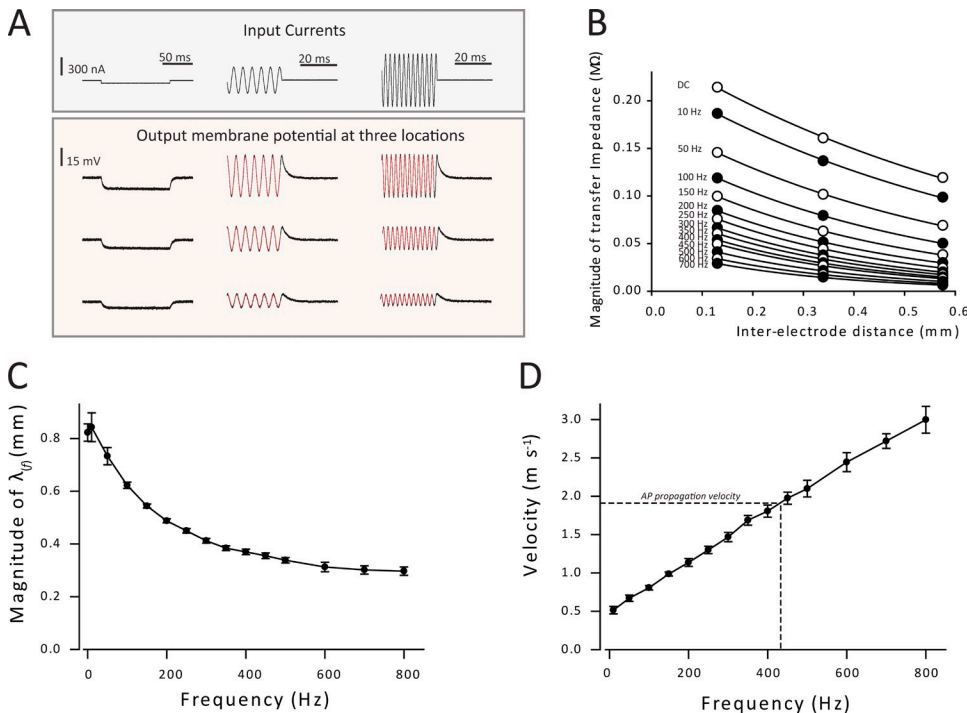 A
Input Currents
300 nA
50 ms
20 ms
20 ms
Output membrane potential at three locations
15 mV
B
Magnitude of transfer Impedance (MΩ)
0.20
0.15
0.10
0.05
0.00
DC
10 Hz
50 Hz
100 Hz
150 Hz
200 Hz
250 Hz
300 Hz
350 Hz
400 Hz
450 Hz
500 Hz
600 Hz
700 Hz
0.0 0.1 0.2 0.3 0.4 0.5 0.6
Inter-electrode distance (mm)
C
Magnitude of λ(f) (mm)
0.8
0.6
0.4
0.2
0.0
0 200 400 600 800
Frequency (Hz)
D
Velocity (m s-1)
3.0
2.5
2.0
1.5
1.0
0.5
0.0
AP propagation velocity
0 200 400 600 800
Frequency (Hz)